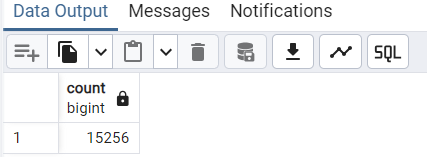 Data Output Messages Notifications
SQL
count
bigint
1 15256